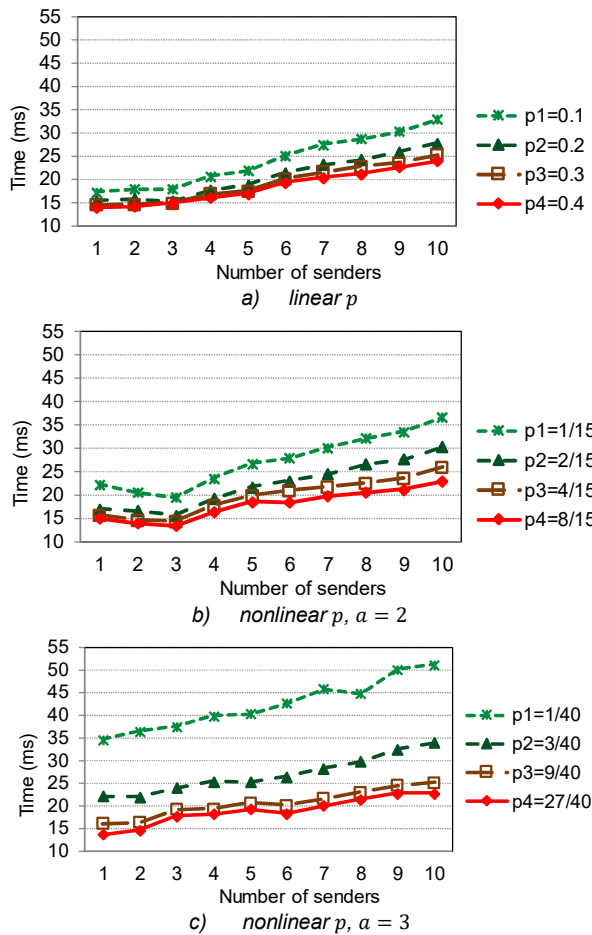 55
50
45
40
35
30
25
20
15
10
Time (ms)
1 2 3 4 5 6 7 8 9 10
Number of senders
p1=0.1
p2=0.2
p3=0.3
p4=0.4
a) linear p
55
50
45
40
35
30
25
20
15
10
Time (ms)
1 2 3 4 5 6 7 8 9 10
Number of senders
p1=1/15
p2=2/15
p3=4/15
p4=8/15
b) nonlinear p, a = 2
55
50
45
40
35
30
25
20
15
10
Time (ms)
1 2 3 4 5 6 7 8 9 10
Number of senders
p1=1/40
p2=3/40
p3=9/40
p4=27/40
c) nonlinear p, a = 3